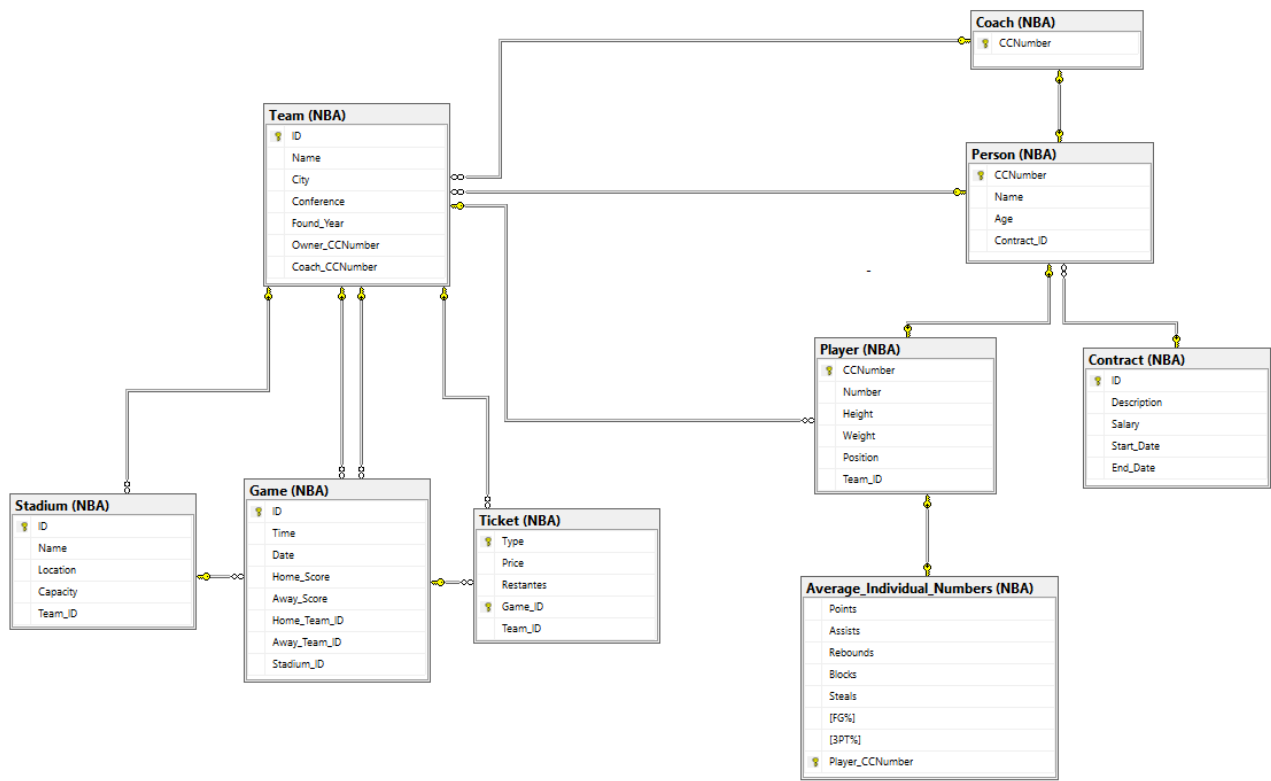 Coach (NBA)
CCNumber
Team (NBA)
ID
Name
City
Conference
Found_Year
Owner_CCNumber
Coach_CCNumber
Person (NBA)
CCNumber
Name
Age
Contract_ID
Player (NBA)
CCNumber
Number
Height
Weight
Position
Team_ID
Contract (NBA)
ID
Description
Salary
Start_Date
End_Date
Stadium (NBA)
ID
Name
Location
Capacity
Team_ID
Game (NBA)
ID
Time
Date
Home_Score
Away_Score
Home_Team_ID
Away_Team_ID
Stadium_ID
Ticket (NBA)
Type
Price
Restantes
Game_ID
Team_ID
Average_Individual_Numbers (NBA)
Points
Assists
Rebounds
Blocks
Steals
[FG%]
[3PT%]
Player_CCNumber